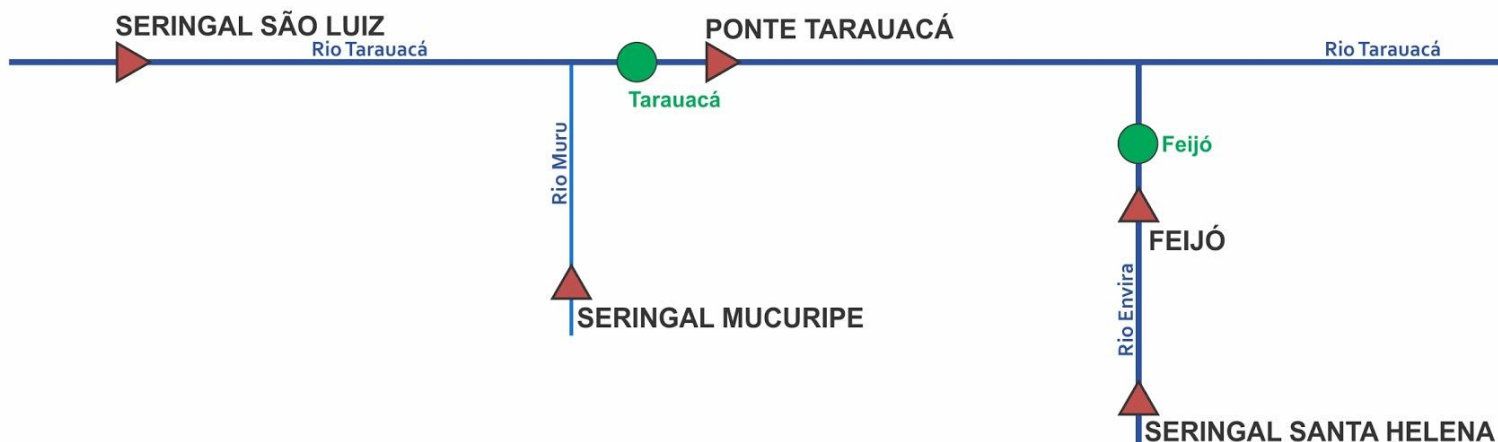 SERINGAL SÃO LUIZ
Rio Tarauacá
PONTE TARAUACÁ
Rio Tarauacá
Tarauacá
Rio Muru
Feijó
FEIJÓ
Rio Envira
SERINGAL MUCURIPE
SERINGAL SANTA HELENA